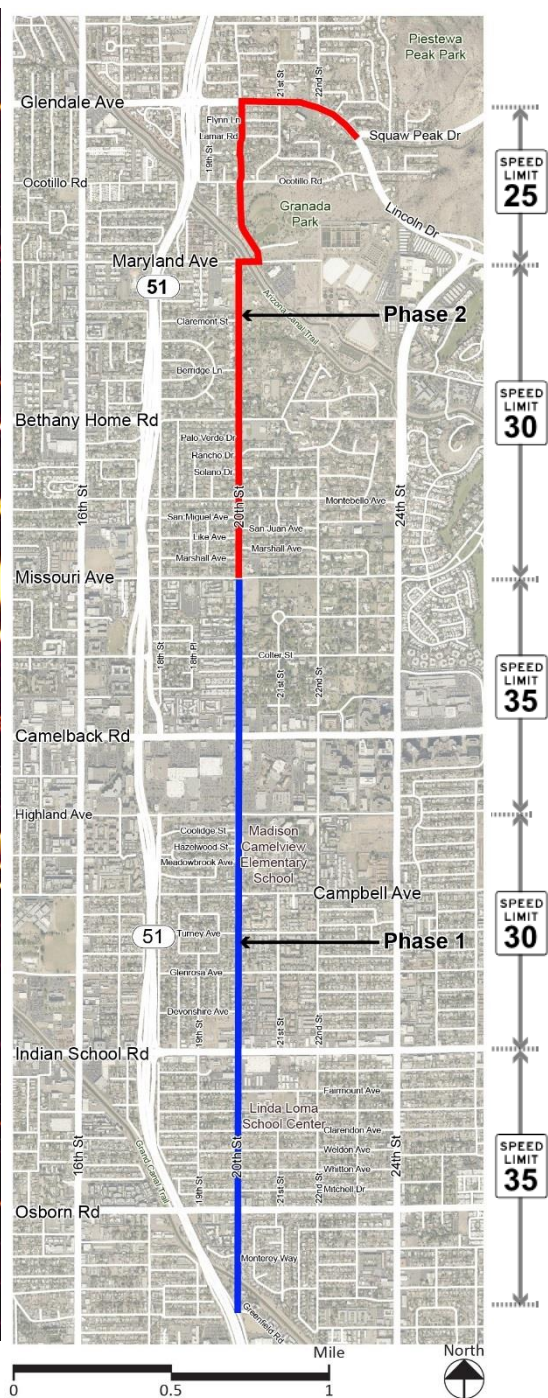 Piestewa
Peak Park
Glendale Ave
21st St
22nd St
Flynn Ln
Lamar Rd
19th St
Squaw Peak Dr
SPEED
LIMIT
25
Ocotillo Rd
Ocotillo Rd
Granada
Park
Lincoln Dr
Maryland Ave
51
Arizona Canal Trail
Claremont St
Phase 2
Berridge Ln
SPEED
LIMIT
30
Bethany Home Rd
Palo Verde Dr
Rancho Dr
Solano Dr
16th St
20th St
24th St
Montebello Ave
San Miguel Ave
San Juan Ave
Luke Ave
Marshall Ave
Marshall Ave
Missouri Ave
18th St
18th Pl
Colter St
21st St
22nd St
SPEED
LIMIT
35
Camelback Rd
Highland Ave
Coolidge St
Hazelwood St
Meadowbrook Ave
Madison
Camelview
Elementary
School
Campbell Ave
SPEED
LIMIT
30
51
Turney Ave
Phase 1
Glenrosa Ave
Devonshire Ave
19th St
21st St
22nd St
Indian School Rd
Fairmount Ave
Linda Loma
School Center
Clarendon Ave
Weldon Ave
Whitton Ave
Mitchell Dr
16th St
Grand Canal Trail
19th St
20th St
21st St
22nd St
24th St
SPEED
LIMIT
35
Osborn Rd
Monterey Way
Greenfield Rd
Mile
0
0.5
1
North